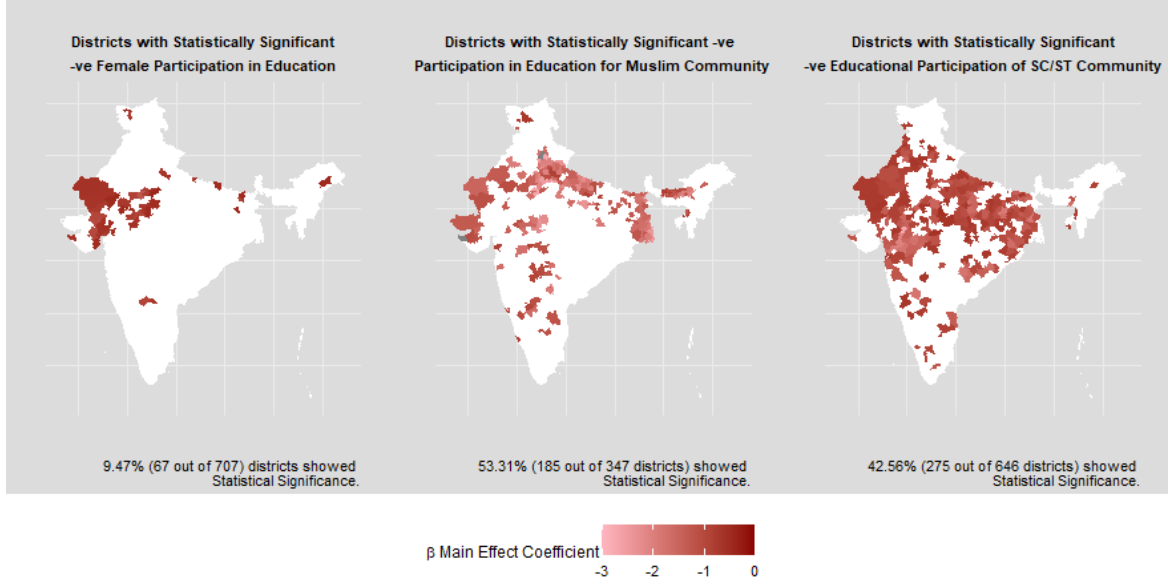 Districts with Statistically Significant
-ve Female Participation in Education
Districts with Statistically Significant -ve
Participation in Education for Muslim Community
Districts with Statistically Significant
-ve Educational Participation of SC/ST Community
9.47% (67 out of 707) districts showed
Statistical Significance.
53.31% (185 out of 347 districts) showed
Statistical Significance.
42.56% (275 out of 646 districts) showed
Statistical Significance.
β Main Effect Coefficient
-3 -2 -1 0